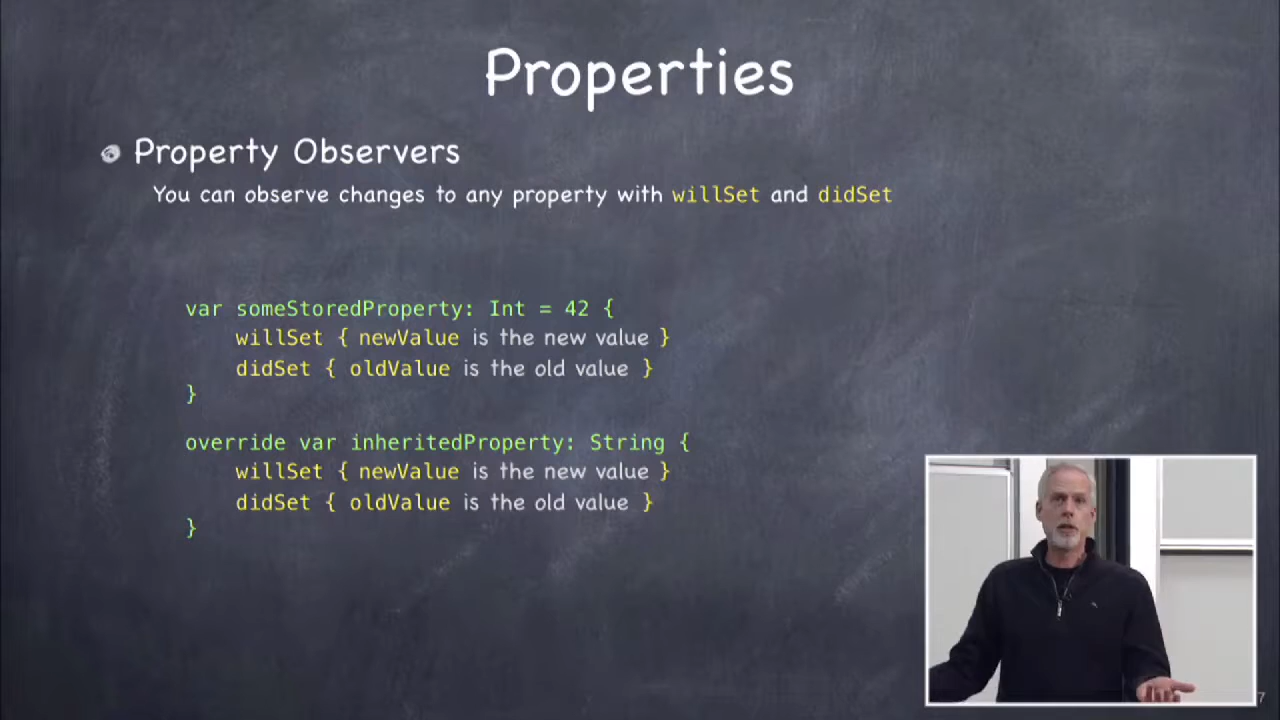 Properties
Property Observers
You can observe changes to any property with willSet and didSet
var someStoredProperty: Int = 42 {
willSet { newValue is the new value }
didSet { oldValue is the old value }
}
override var inheritedProperty: String {
willSet { newValue is the new value }
didSet { oldValue is the old value }
}
7